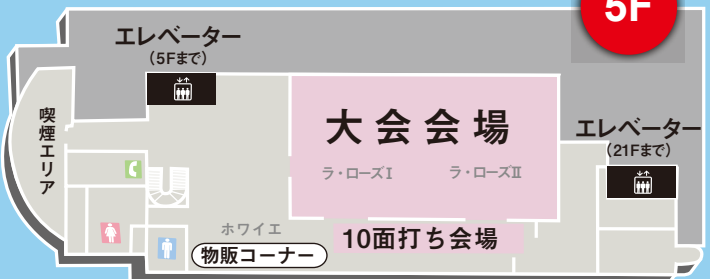 5F
エレベーター
(5Fまで)
大会会場
エレベーター
(21Fまで)
喫煙エリア
ラ・ローズI
ラ・ローズII
ホワイエ
10面打ち会場
物販コーナー